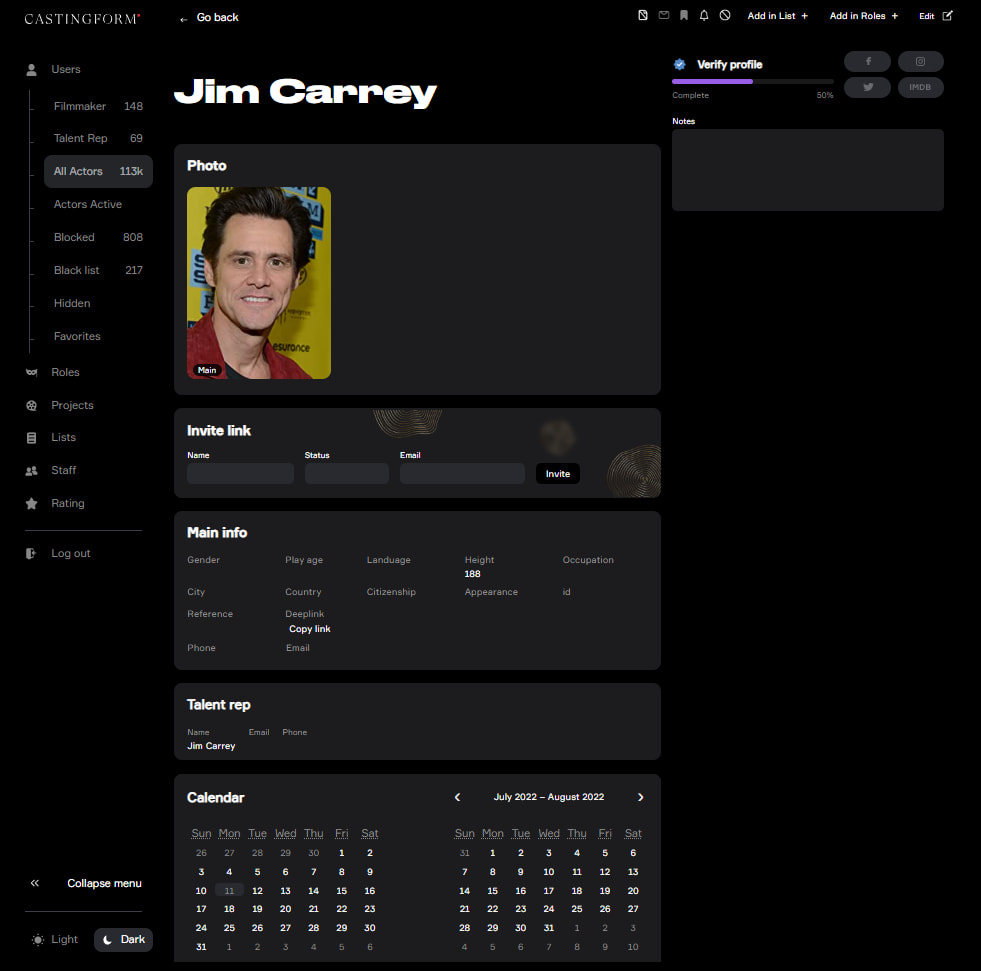 CASTINGFORM
← Go back
Add in List +
Add in Roles +
Edit
Users
Filmmaker 148
Talent Rep 69
All Actors 113k
Actors Active
Blocked 808
Black list 217
Hidden
Favorites
Roles
Projects
Lists
Staff
Rating
Log out
Collapse menu
Light
Dark
Jim Carrey
Photo
esurance
Main
Invite link
Name Status Email
Invite
Main info
Gender Play age Landuage Height Occupation
188
City Country Citizenship Appearance id
Reference Deeplink
Copy link
Phone Email
Talent rep
Name Email Phone
Jim Carrey
Calendar
July 2022 – August 2022
Sun Mon Tue Wed Thu Fri Sat
26 27 28 29 30 1 2
3 4 5 6 7 8 9
10 11 12 13 14 15 16
17 18 19 20 21 22 23
24 25 26 27 28 29 30
31 1 2 3 4 5 6
Sun Mon Tue Wed Thu Fri Sat
31 1 2 3 4 5 6
7 8 9 10 11 12 13
14 15 16 17 18 19 20
21 22 23 24 25 26 27
28 29 30 31 1 2 3
4 5 6 7 8 9 10
Verify profile
Complete 50%
IMDB
Notes